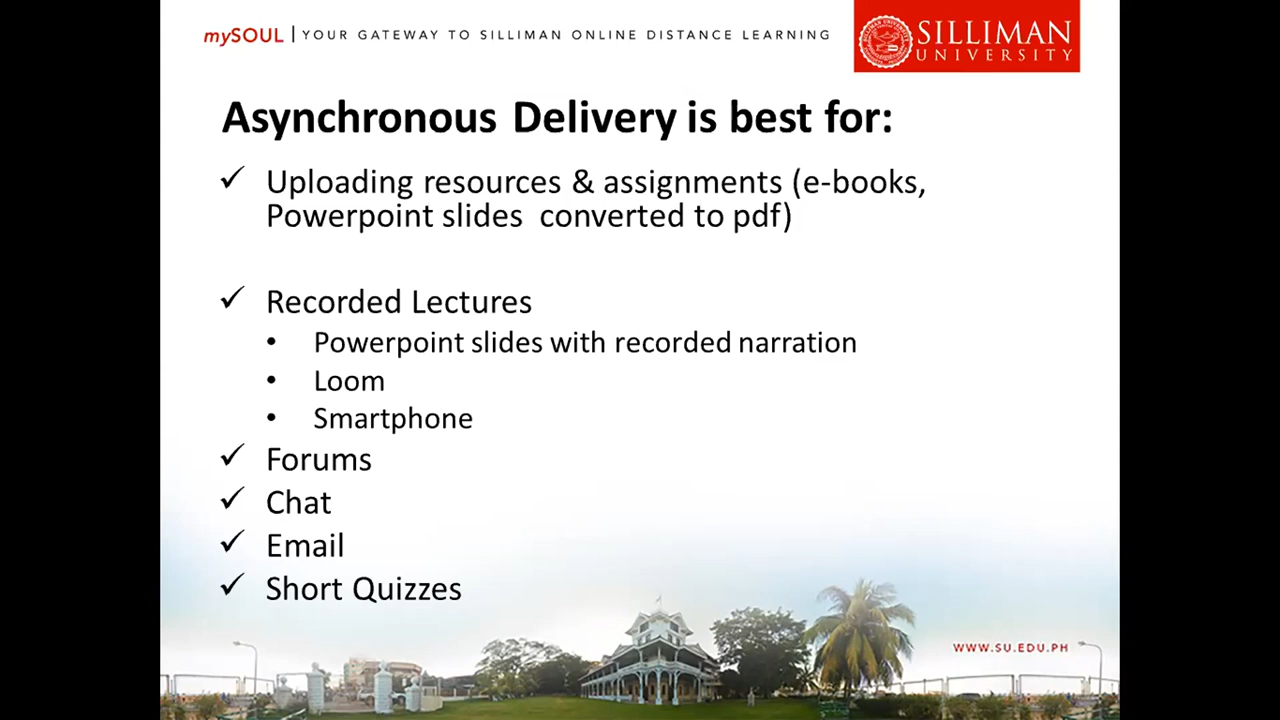 mySOUL | YOUR GATEWAY TO SILLIMAN ONLINE DISTANCE LEARNING
SILLIMAN
UNIVERSITY
Asynchronous Delivery is best for:
✓ Uploading resources & assignments (e-books,
Powerpoint slides converted to pdf)
✓ Recorded Lectures
• Powerpoint slides with recorded narration
• Loom
• Smartphone
✓ Forums
✓ Chat
✓ Email
✓ Short Quizzes
WWW.SU.EDU.PH